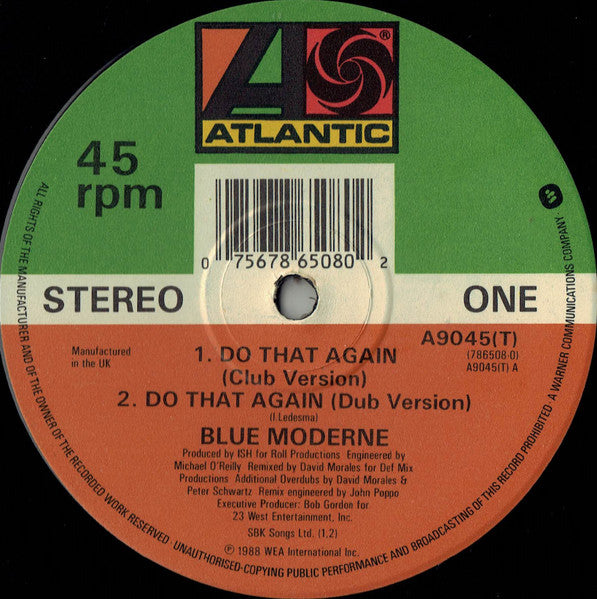 ATLANTIC
®
45
rpm
0 75678 65080 2
STEREO
ONE
A9045(T)
(786508-0)
A9045(T) A
Manufactured
in the UK
1. DO THAT AGAIN
(Club Version)
2. DO THAT AGAIN (Dub Version)
(I.Ledesma)
BLUE MODERNE
Produced by ISH for Roll Productions Engineered by
Michael O'Reilly Remixed by David Morales for Def Mix
Productions Additional Overdubs by David Morales &
Peter Schwartz Remix engineered by John Poppo
Executive Producer: Bob Gordon for
23 West Entertainment, Inc.
SBK Songs Ltd. (1,2)
℗ 1988 WEA International Inc.
ALL RIGHTS OF THE MANUFACTURER AND OF THE OWNER OF THE RECORDED WORK RESERVED · UNAUTHORISED COPYING PUBLIC PERFORMANCE AND BROADCASTING OF THIS RECORD PROHIBITED · A WARNER COMMUNICATIONS COMPANY